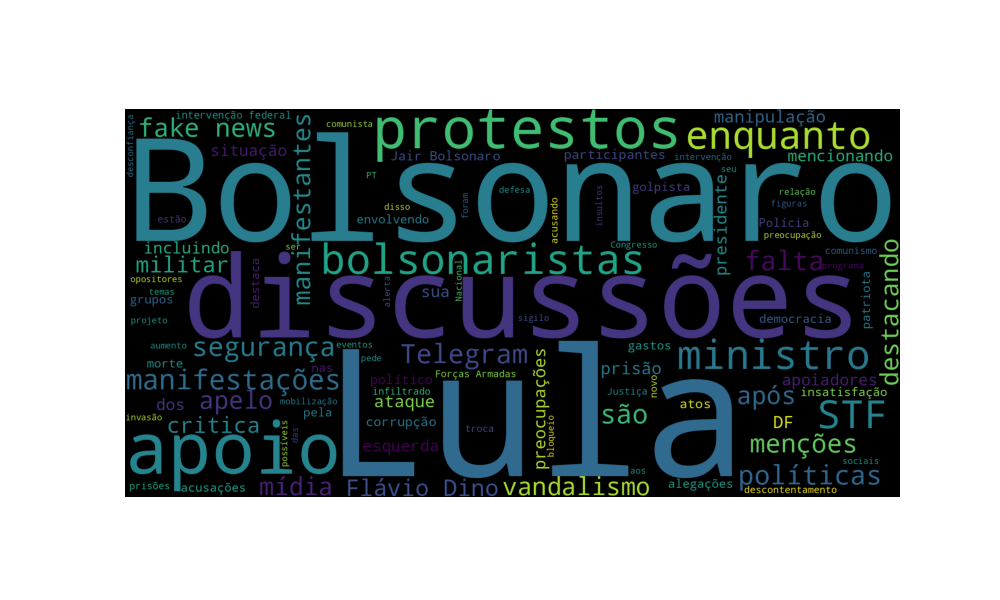 desconfiança
intervenção federal
fake news
situação
manifestantes
comunista
protestos
enquanto
manipulação
mencionando
Jair Bolsonaro
participantes
intervenção
seu
PT
Bolsonaro
defesa
golpista
relação
figuras
estão
disso
foram
envolvendo
acusando
insultos
presidente
Polícia
preocupação
incluindo
ser
militar
bolsonaristas
Congresso
falta
comunismo
programa
opositores
destaca
discussões
alerta
Nacional
sua
sigilo
democracia
patriota
destacando
temas
grupos
projeto
aumento
segurança
eventos
pede
Telegram
gastos
ministro
morte
nas
Forças Armadas
prisão
apoiadores
manifestações
político
infiltrado
preocupações
Justiça
novo
insatisfação
dos
apelo
mobilização
ataque
após
atos
invasão
critica
pela
corrupção
são
DF
STF
apoio
possíveis
das
esquerda
Lula
troca
bloqueio
menções
sociais
aos
políticas
prisões
acusações
mídia
Flávio Dino
vandalismo
alegações
descontentamento